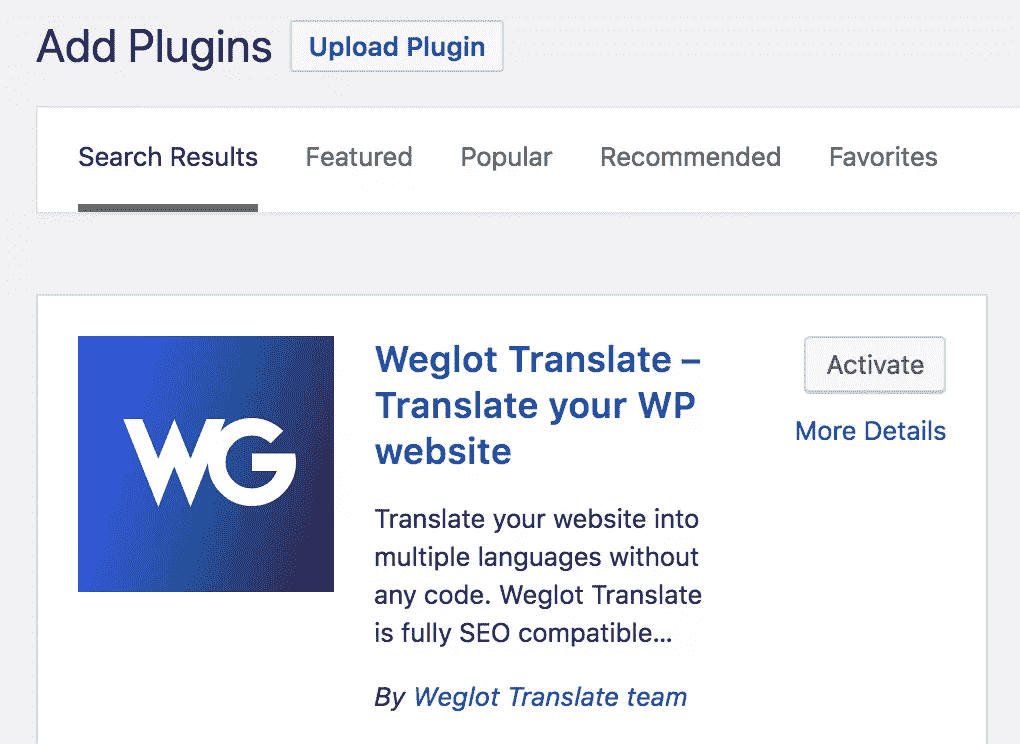 Add Plugins Upload Plugin
Search Results Featured Popular Recommended Favorites
WG
Weglot Translate –
Translate your WP
website
Activate
More Details
Translate your website into
multiple languages without
any code. Weglot Translate
is fully SEO compatible...
By Weglot Translate team